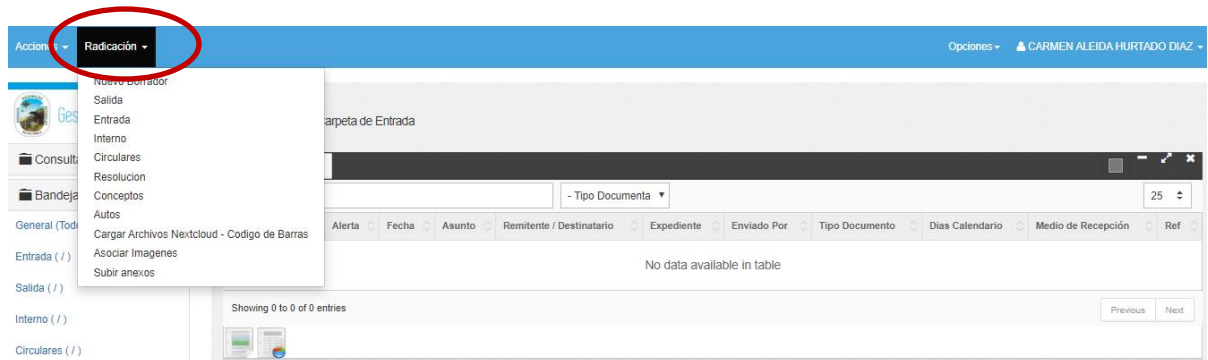 Acciones Radicación Opciones CARMEN ALEIDA HURTADO DIAZ
Nuevo Borrador
Salida
Entrada
Interno
Circulares
Resolucion
Conceptos
Autos
Cargar Archivos Nextcloud - Codigo de Barras
Asociar Imagenes
Subir anexos
Ges
arpeta de Entrada
Consulta
Bandeja
- Tipo Documenta
25
General (Tod
Alerta Fecha Asunto Remitente / Destinatario Expediente Enviado Por Tipo Documento Dias Calendario Medio de Recepción Ref
Entrada ( / )
No data available in table
Salida ( / )
Showing 0 to 0 of 0 entries
Previous Next
Interno ( / )
Circulares ( / )